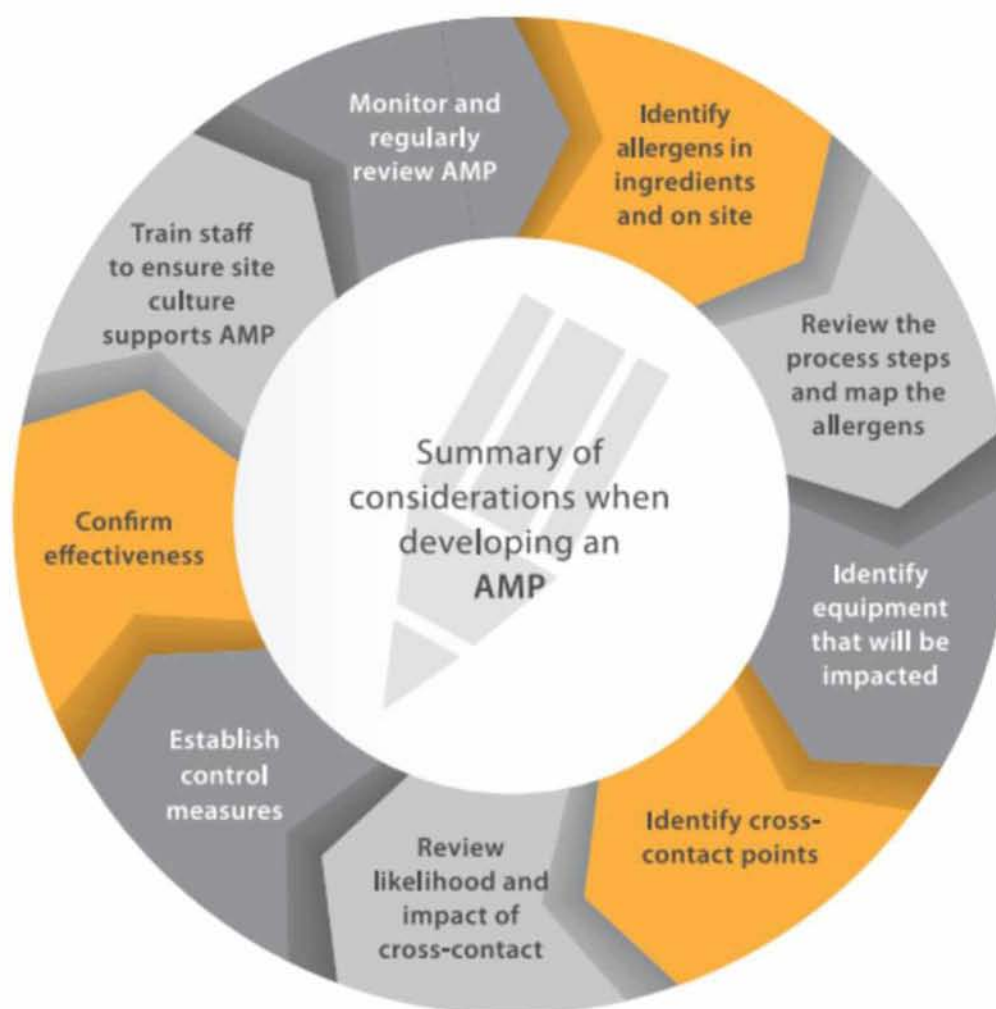 Monitor and
regularly
review AMP
Identify
allergens in
ingredients
and on site
Review the
process steps
and map the
allergens
Identify
equipment
that will be
impacted
Identify cross-
contact points
Review
likelihood and
impact of
cross-contact
Establish
control
measures
Confirm
effectiveness
Train staff
to ensure site
culture
supports AMP
Summary of
considerations when
developing an
AMP